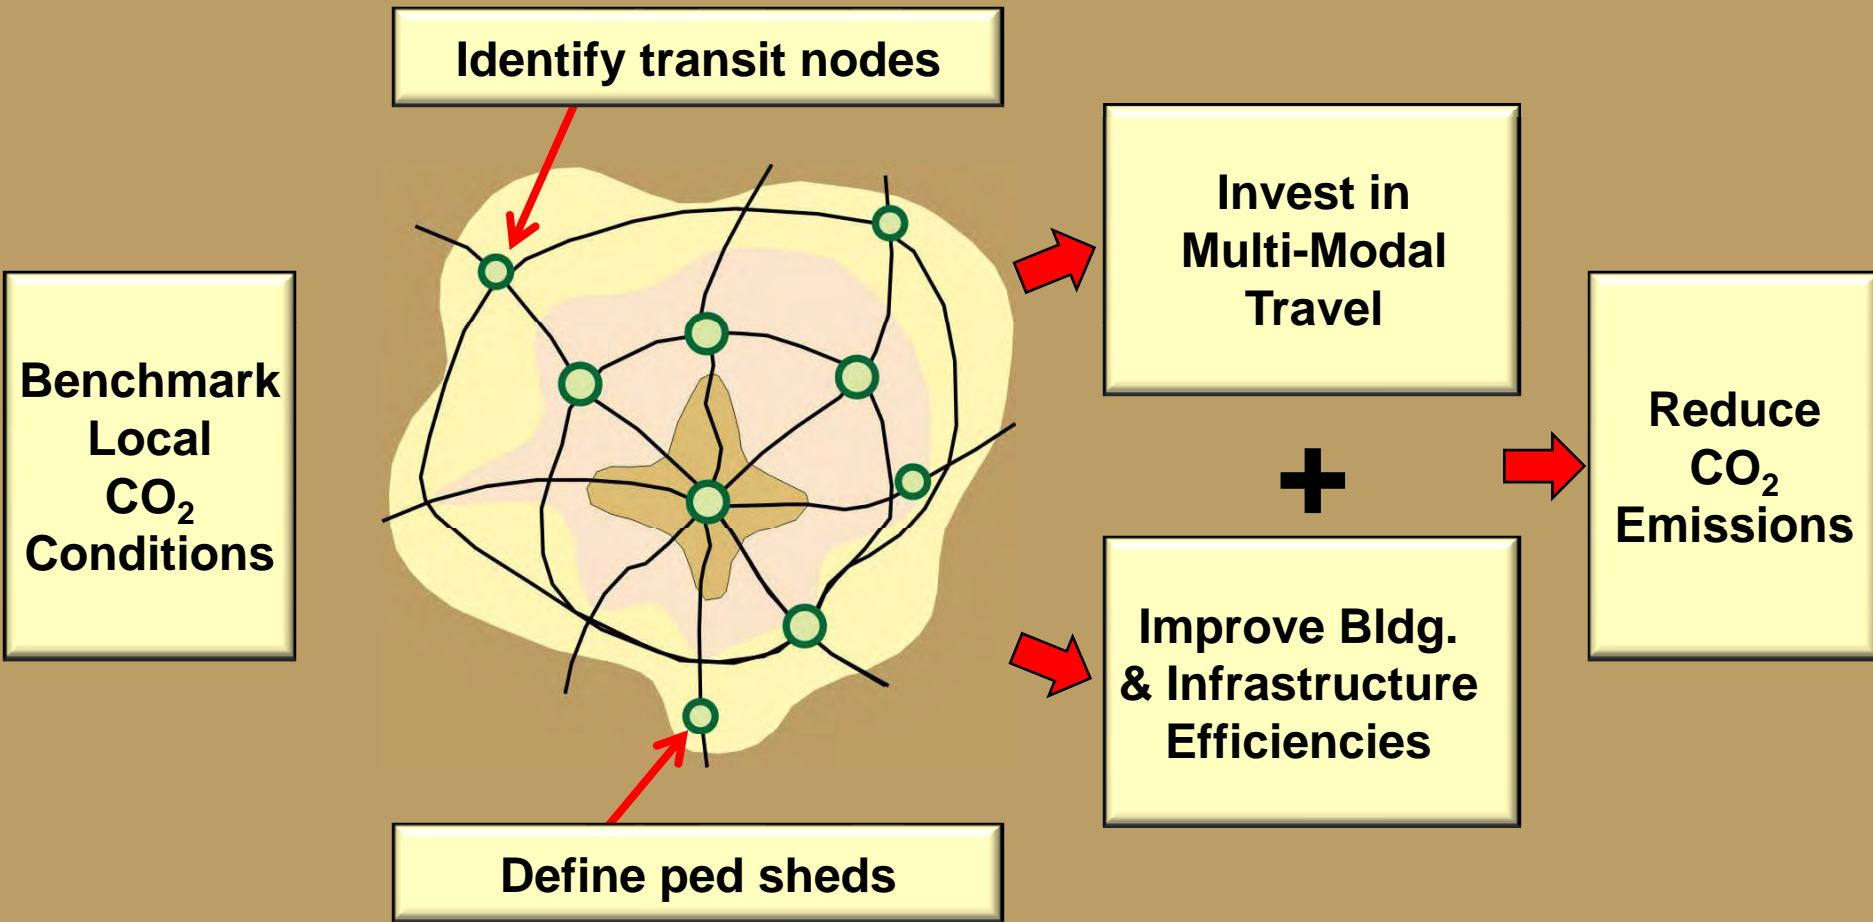 Identify transit nodes
Benchmark
Local
CO₂
Conditions
Define ped sheds
Invest in
Multi-Modal
Travel
+
Improve Bldg.
& Infrastructure
Efficiencies
Reduce
CO₂
Emissions